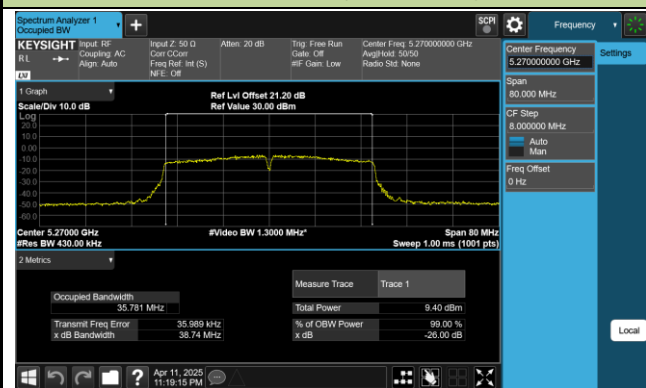 Spectrum Analyzer 1
Occupied BW
SCPI
Frequency
KEYSIGHT
RL
LXI
Input: RF
Coupling: AC
Align: Auto
Input Z: 50 Ω
Corr CCorr
Freq Ref: Int (S)
NFE: Off
Atten: 20 dB
Trig: Free Run
Gate: Off
#IF Gain: Low
Center Freq: 5.270000000 GHz
Avg|Hold: 50/50
Radio Std: None
Center Frequency
5.270000000 GHz
Settings
Span
80.000 MHz
CF Step
8.000000 MHz
Auto
Man
Freq Offset
0 Hz
Local
1 Graph
Scale/Div 10.0 dB
Ref Lvl Offset 21.20 dB
Ref Value 30.00 dBm
Log
20.0
10.0
0.00
-10.0
-20.0
-30.0
-40.0
-50.0
-60.0
Center 5.27000 GHz
#Res BW 430.00 kHz
#Video BW 1.3000 MHz*
Span 80 MHz
Sweep 1.00 ms (1001 pts)
2 Metrics
Measure Trace Trace 1
Occupied Bandwidth
35.781 MHz
Total Power 9.40 dBm
Transmit Freq Error 35.989 kHz
% of OBW Power 99.00 %
x dB Bandwidth 38.74 MHz
x dB -26.00 dB
Apr 11, 2025
11:19:15 PM